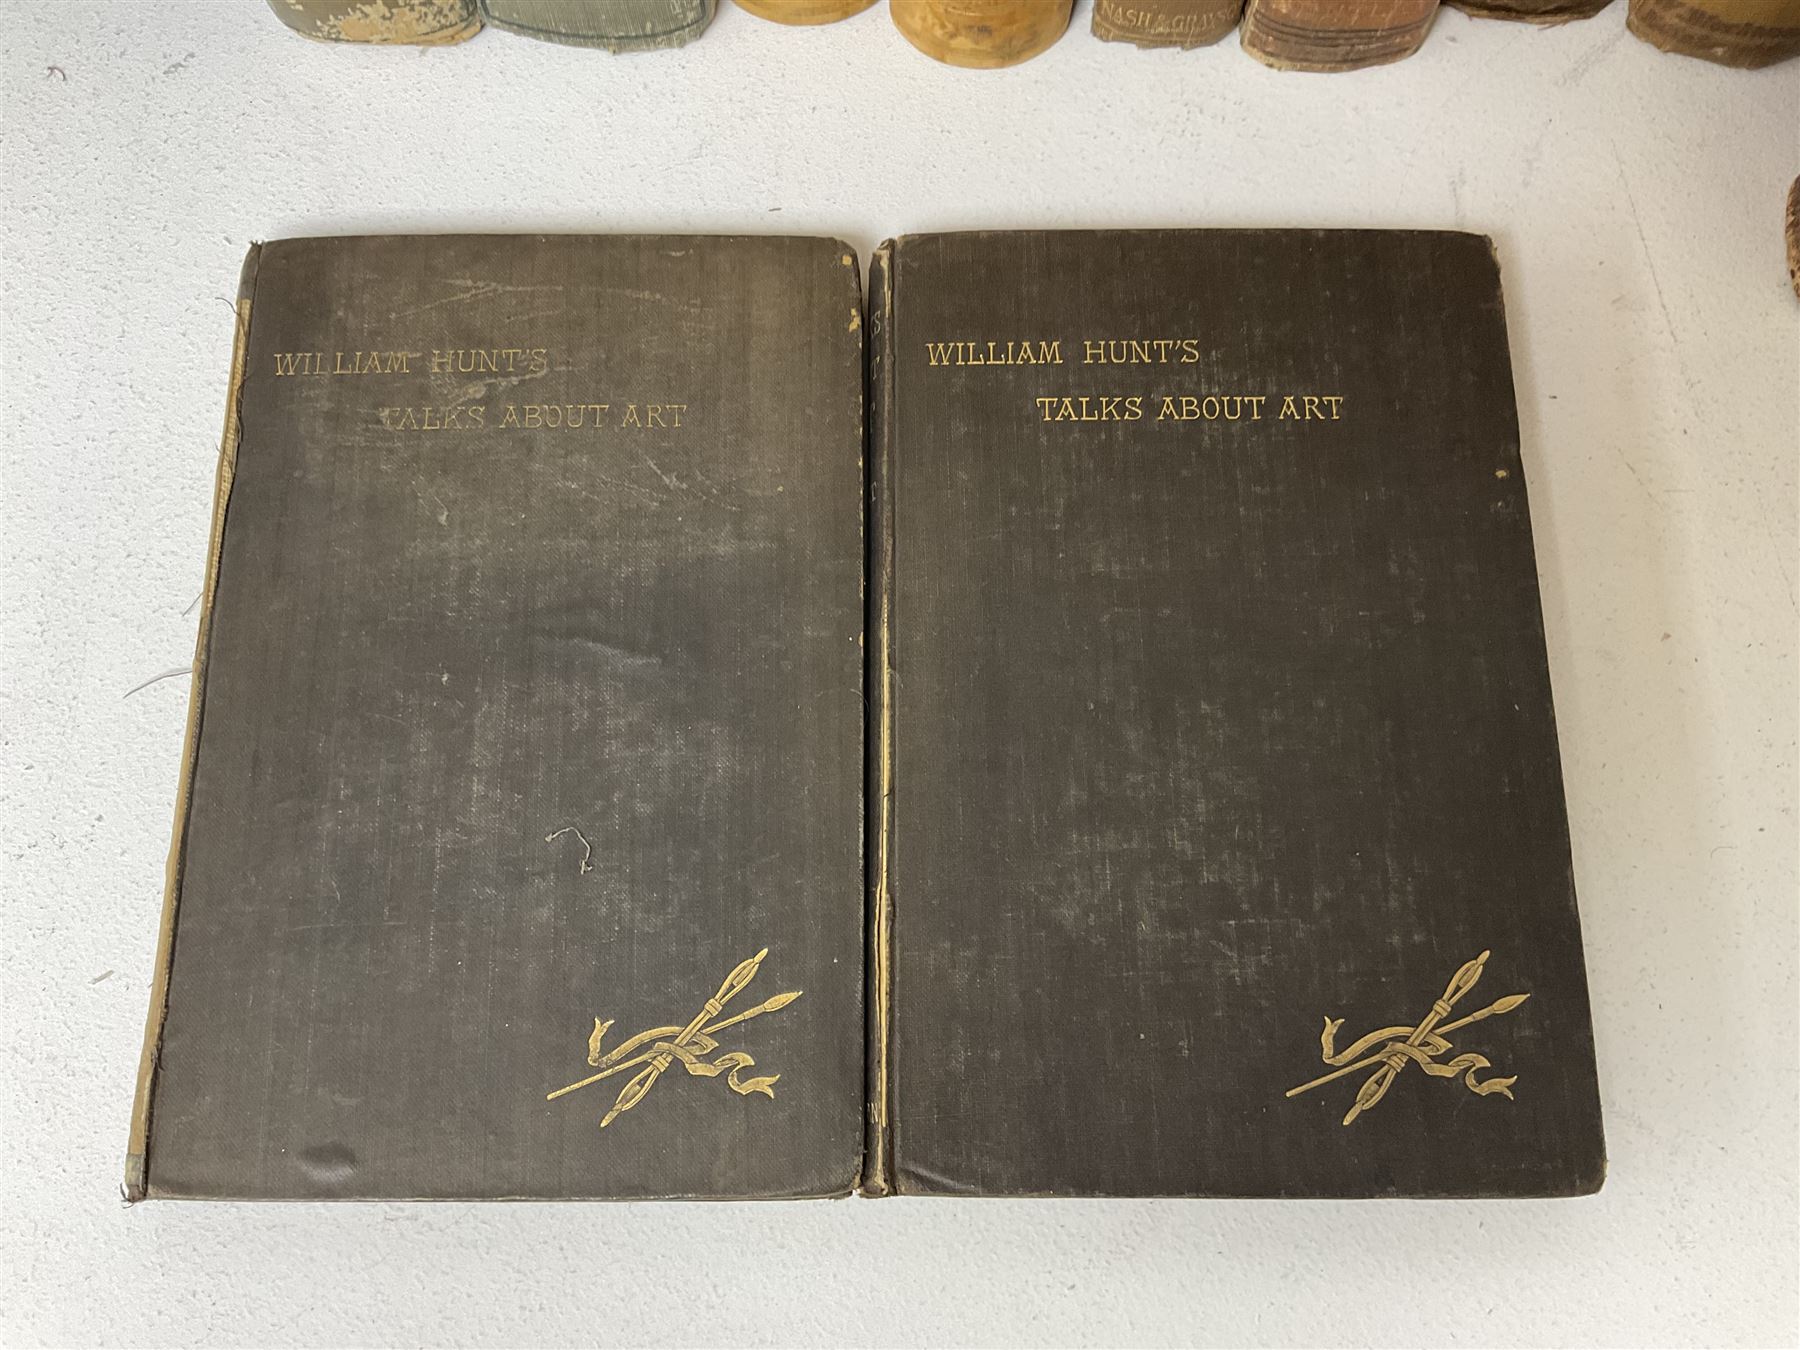 NASH & GRAYSO
WILLIAM HUNT'S
TALKS ABOUT ART
WILLIAM HUNT'S
TALKS ABOUT ART